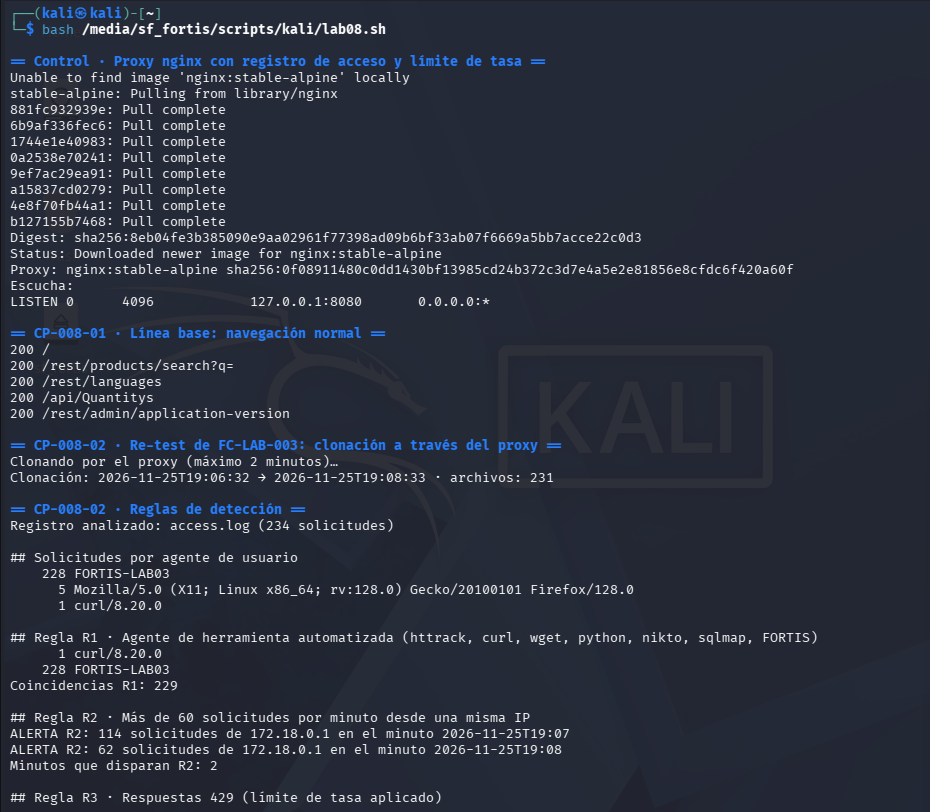 ┌──(kali㉿kali)-[~]
└─$ bash /media/sf_fortis/scripts/kali/lab08.sh
== Control · Proxy nginx con registro de acceso y límite de tasa ==
Unable to find image 'nginx:stable-alpine' locally
stable-alpine: Pulling from library/nginx
881fc932939e: Pull complete
6b9af336fec6: Pull complete
1744e1e40983: Pull complete
0a2538e70241: Pull complete
9ef7ac29ea91: Pull complete
a15837cd0279: Pull complete
4e8f70fb44a1: Pull complete
b127155b7468: Pull complete
Digest: sha256:8eb04fe3b385090e9aa02961f77398ad09b6bf33ab07f6669a5bb7acce22c0d3
Status: Downloaded newer image for nginx:stable-alpine
Proxy: nginx:stable-alpine sha256:0f08911480c0dd1430bf13985cd24b372c3d7e4a5e2e81856e8cfdc6f420a60f
Escucha:
LISTEN 0      4096            127.0.0.1:8080       0.0.0.0:*
== CP-008-01 · Línea base: navegación normal ==
200 /
200 /rest/products/search?q=
200 /rest/languages
200 /api/Quantitys
200 /rest/admin/application-version
KALI
== CP-008-02 · Re-test de FC-LAB-003: clonación a través del proxy ==
Clonando por el proxy (máximo 2 minutos)…
Clonación: 2026-11-25T19:06:32 → 2026-11-25T19:08:33 · archivos: 231
== CP-008-02 · Reglas de detección ==
Registro analizado: access.log (234 solicitudes)
## Solicitudes por agente de usuario
    228 FORTIS-LAB03
      5 Mozilla/5.0 (X11; Linux x86_64; rv:128.0) Gecko/20100101 Firefox/128.0
      1 curl/8.20.0
## Regla R1 · Agente de herramienta automatizada (httrack, curl, wget, python, nikto, sqlmap, FORTIS)
      1 curl/8.20.0
    228 FORTIS-LAB03
Coincidencias R1: 229
## Regla R2 · Más de 60 solicitudes por minuto desde una misma IP
ALERTA R2: 114 solicitudes de 172.18.0.1 en el minuto 2026-11-25T19:07
ALERTA R2: 62 solicitudes de 172.18.0.1 en el minuto 2026-11-25T19:08
Minutos que disparan R2: 2
## Regla R3 · Respuestas 429 (límite de tasa aplicado)